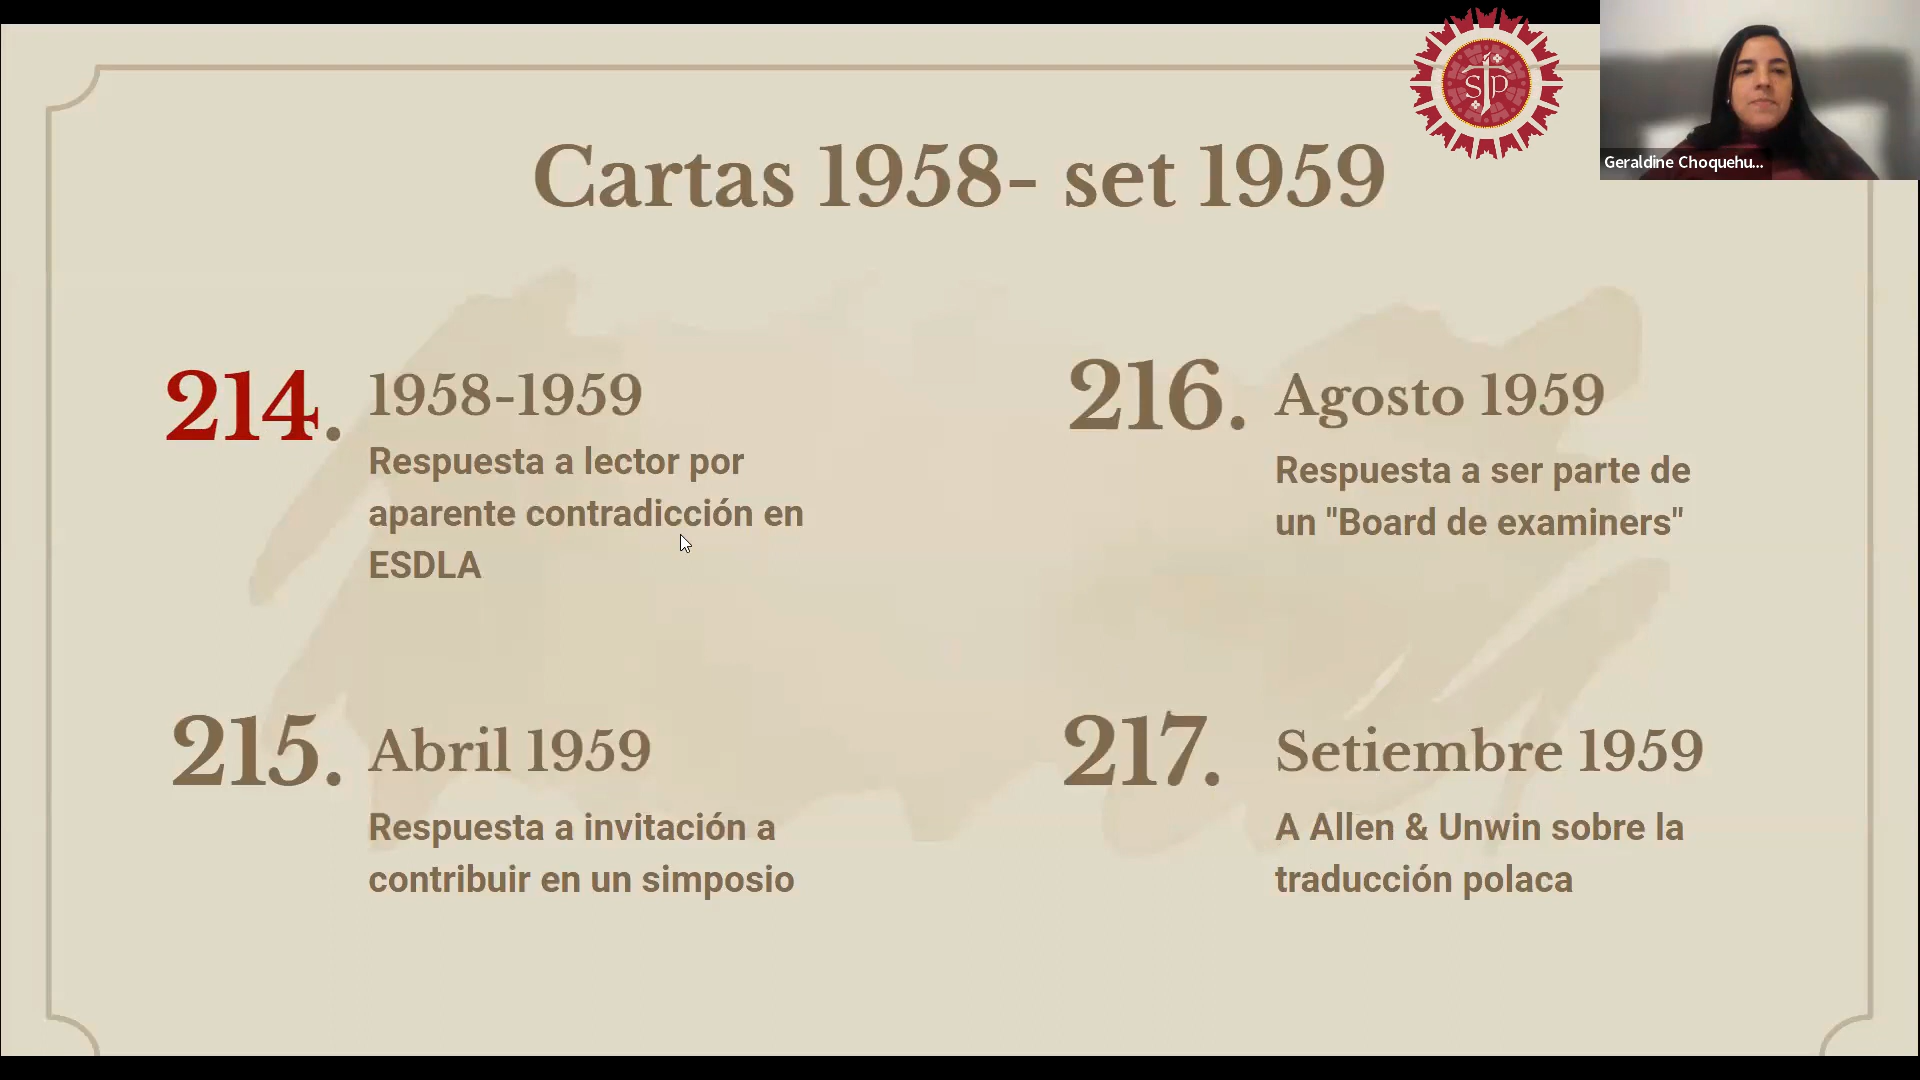 Cartas 1958- set 1959
STP
Geraldine Choquehu...
214. 1958-1959
Respuesta a lector por
aparente contradicción en
ESDLA
216. Agosto 1959
Respuesta a ser parte de
un "Board de examiners"
215. Abril 1959
Respuesta a invitación a
contribuir en un simposio
217. Setiembre 1959
A Allen & Unwin sobre la
traducción polaca